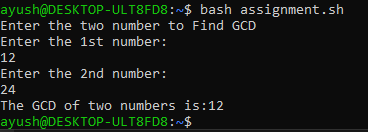 ayush@DESKTOP-ULT8FD8:~$ bash assignment.sh
Enter the two number to Find GCD
Enter the 1st number:
12
Enter the 2nd number:
24
The GCD of two numbers is:12
ayush@DESKTOP-ULT8FD8:~$